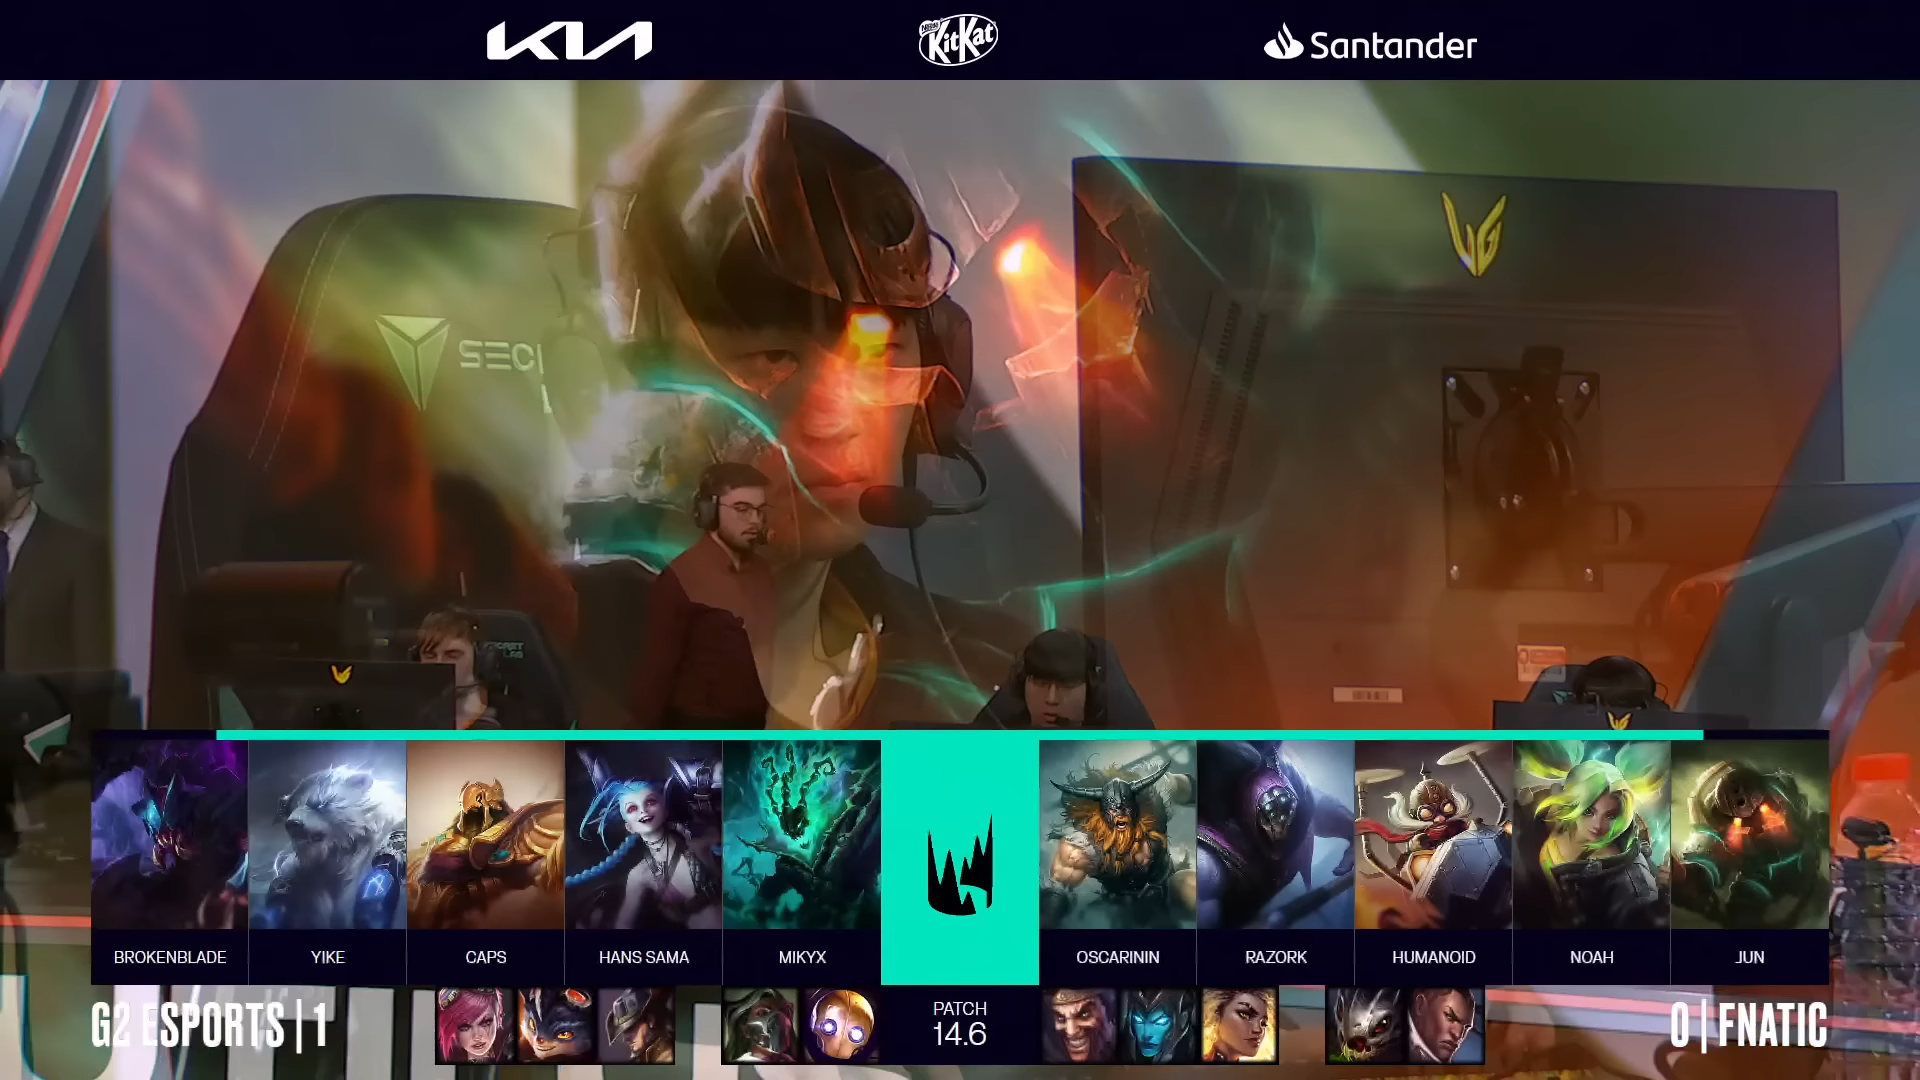 KIA
NESTLE
KitKat
Santander
SEC
BROKENBLADE
YIKE
CAPS
HANS SAMA
MIKYX
OSCARININ
RAZORK
HUMANOID
NOAH
JUN
G2 ESPORTS | 1
PATCH
14.6
0 | FNATIC